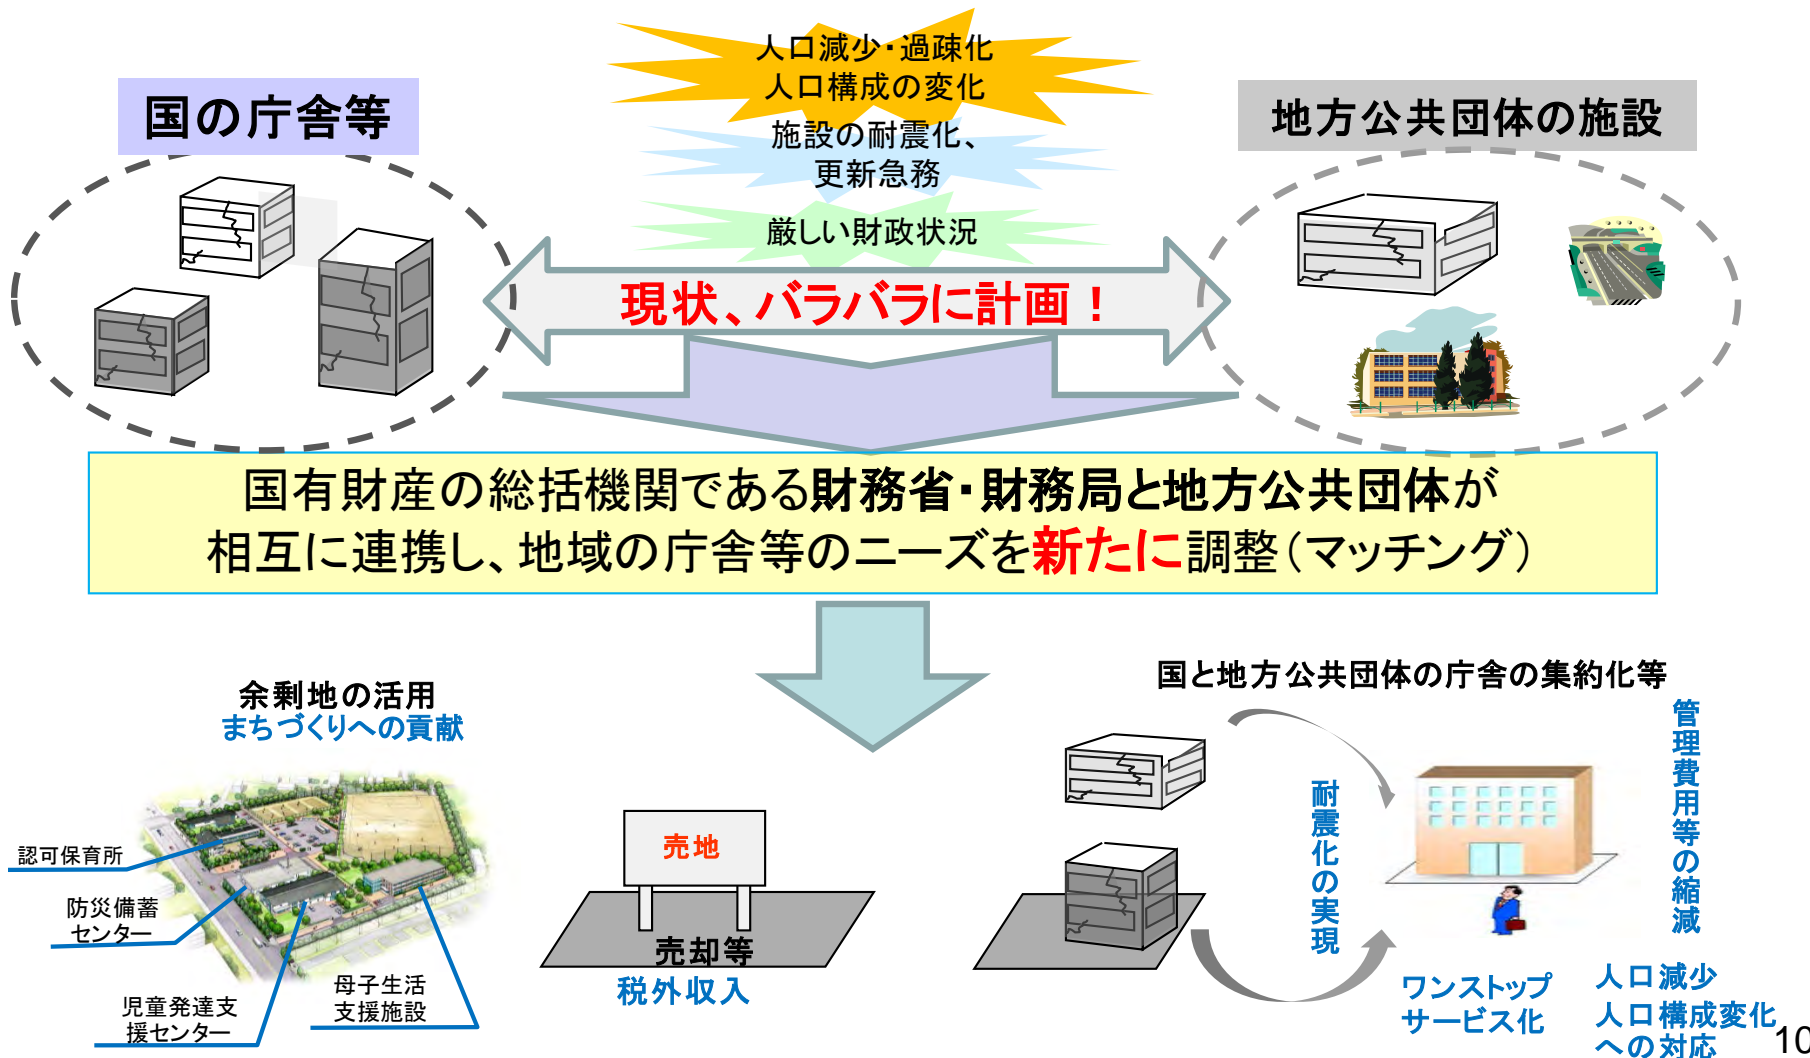 人口減少・過疎化
人口構成の変化
国の庁舎等
地方公共団体の施設
施設の耐震化、
更新急務
厳しい財政状況
現状、バラバラに計画！
国有財産の総括機関である財務省・財務局と地方公共団体が
相互に連携し、地域の庁舎等のニーズを新たに調整（マッチング）
余剰地の活用
まちづくりへの貢献
認可保育所
防災備蓄
センター
児童発達支
援センター
母子生活
支援施設
売地
売却等
税外収入
国と地方公共団体の庁舎の集約化等
耐震化の実現
管理費用等の縮減
ワンストップ
サービス化
人口減少
人口構成変化
への対応
10